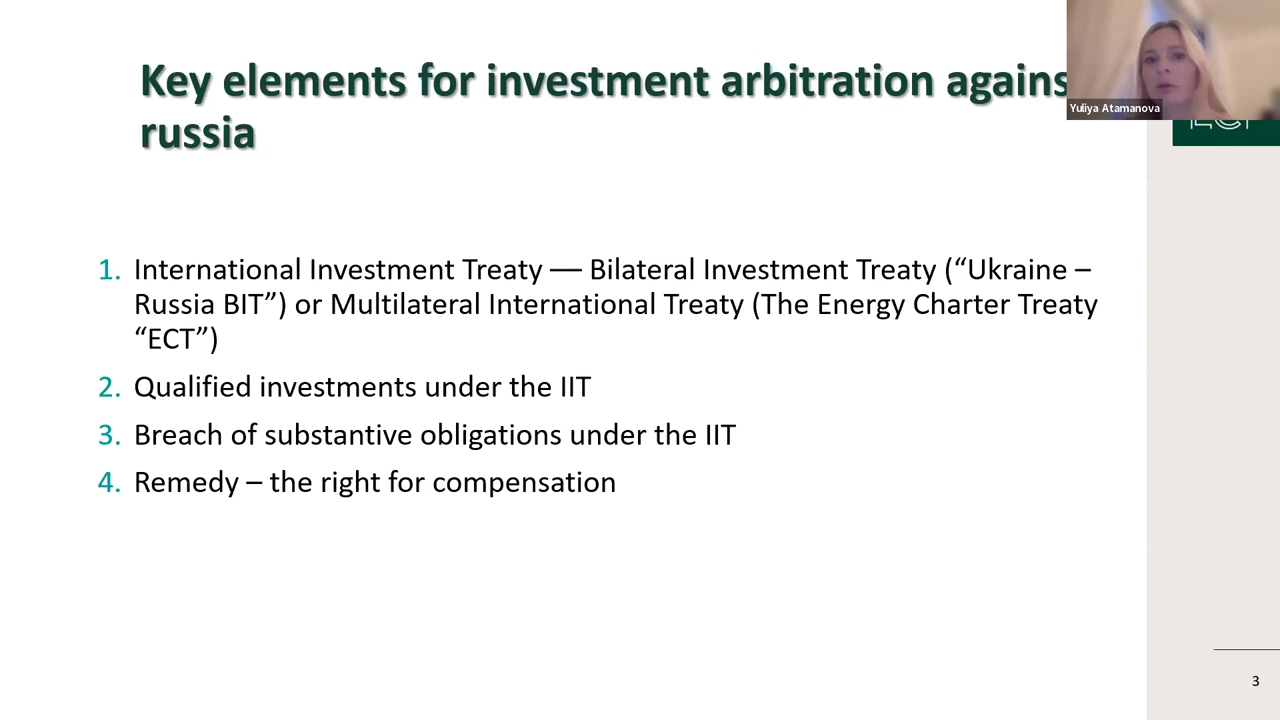 Key elements for investment arbitration agains
russia
Yuliya Atamanova
1. International Investment Treaty — Bilateral Investment Treaty (“Ukraine –
Russia BIT”) or Multilateral International Treaty (The Energy Charter Treaty
“ECT”)
2. Qualified investments under the IIT
3. Breach of substantive obligations under the IIT
4. Remedy – the right for compensation
3